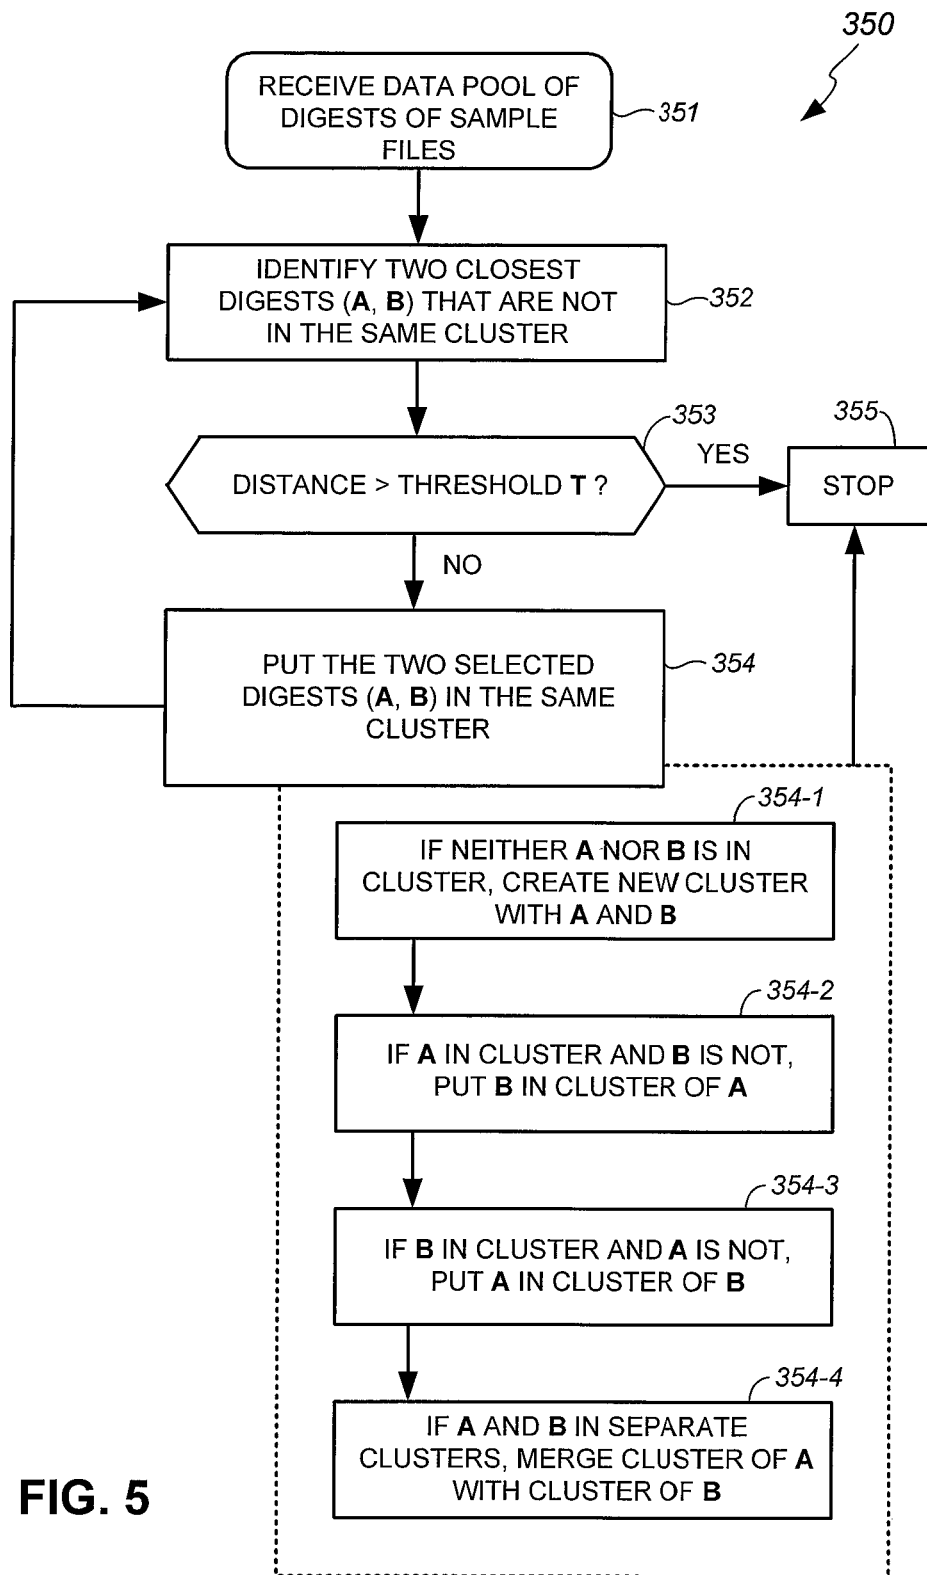 350
RECEIVE DATA POOL OF
DIGESTS OF SAMPLE
FILES
351
IDENTIFY TWO CLOSEST
DIGESTS (A, B) THAT ARE NOT
IN THE SAME CLUSTER
352
353
DISTANCE > THRESHOLD T ?
YES
355
STOP
NO
PUT THE TWO SELECTED
DIGESTS (A, B) IN THE SAME
CLUSTER
354
354-1
IF NEITHER A NOR B IS IN
CLUSTER, CREATE NEW CLUSTER
WITH A AND B
354-2
IF A IN CLUSTER AND B IS NOT,
PUT B IN CLUSTER OF A
354-3
IF B IN CLUSTER AND A IS NOT,
PUT A IN CLUSTER OF B
354-4
IF A AND B IN SEPARATE
CLUSTERS, MERGE CLUSTER OF A
WITH CLUSTER OF B
FIG. 5